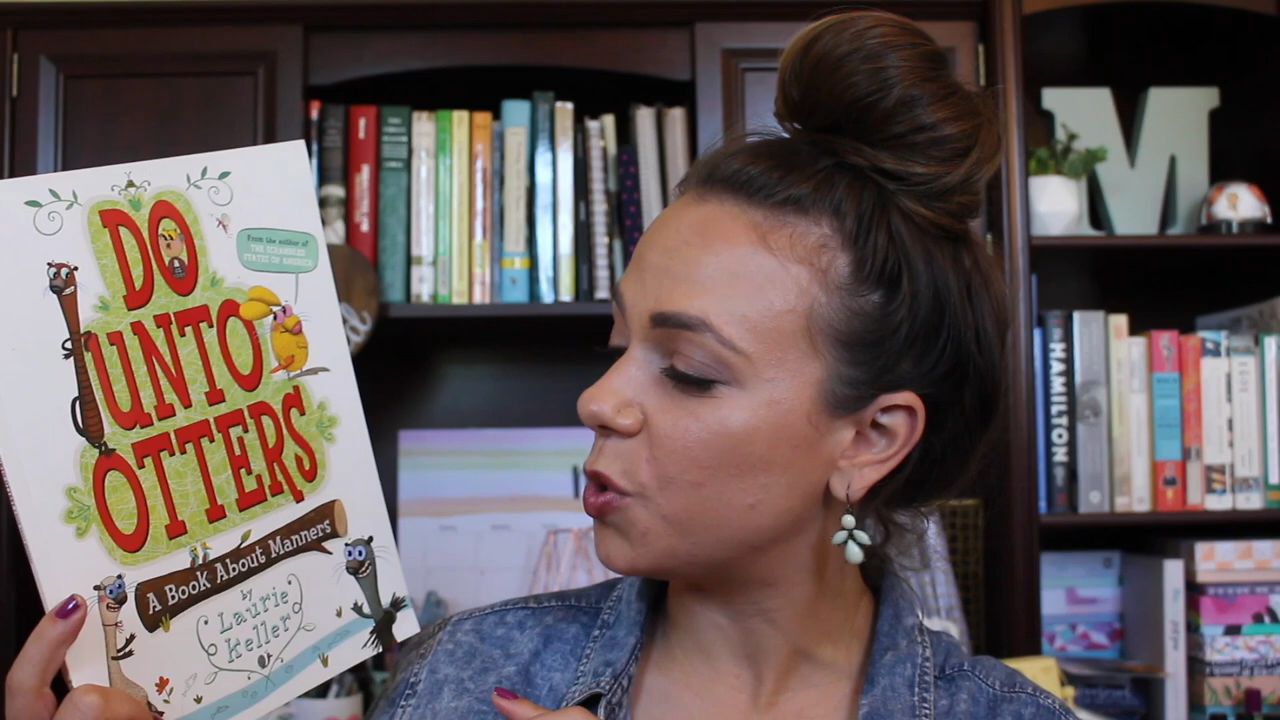 DO
UNTO
OTTERS
From the author of
THE SCRAMBLED
STATES OF AMERICA
A Book About Manners
by
Laurie
Keller
M
HAMILTON